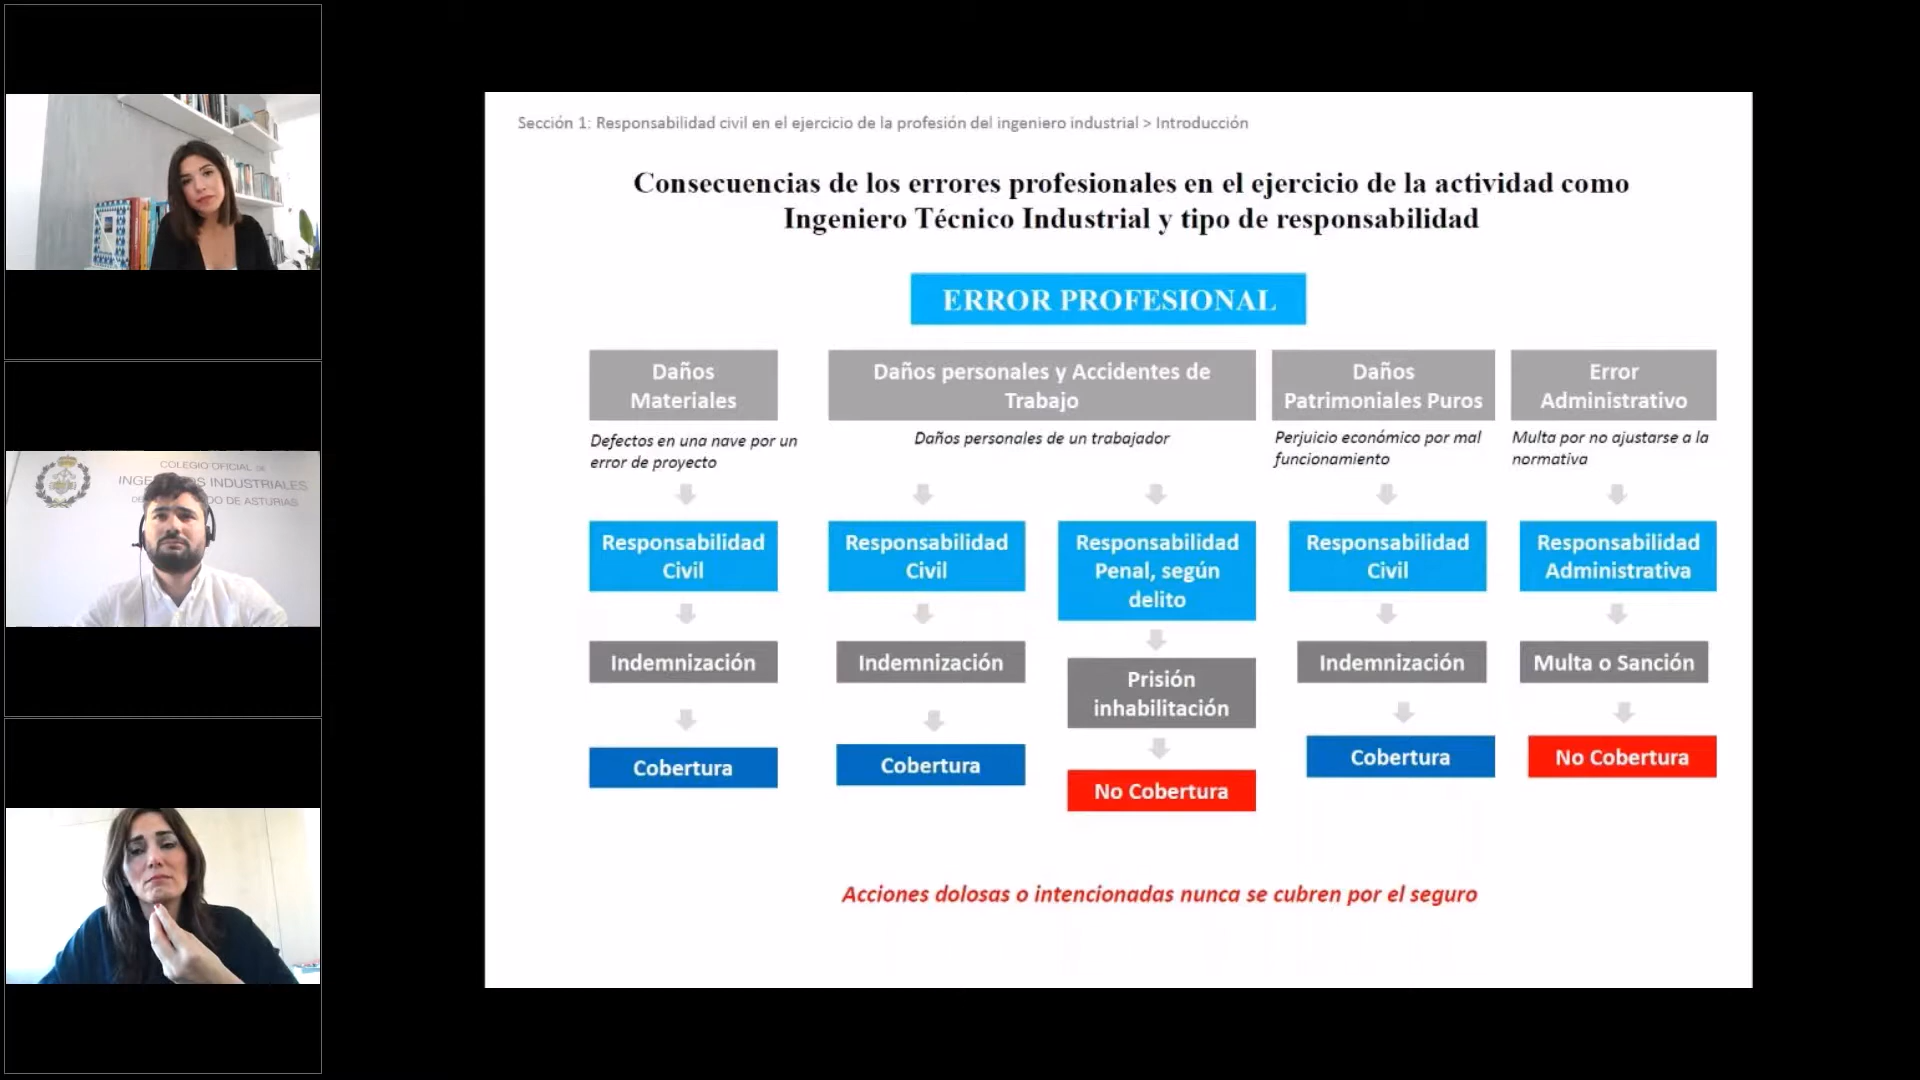 COLEGIO OFICIAL DE
INGENIEROS INDUSTRIALES
DE ASTURIAS
Sección 1: Responsabilidad civil en el ejercicio de la profesión del ingeniero industrial > Introducción
Consecuencias de los errores profesionales en el ejercicio de la actividad como
Ingeniero Técnico Industrial y tipo de responsabilidad
ERROR PROFESIONAL
Daños
Materiales
Defectos en una nave por un
error de proyecto
Responsabilidad
Civil
Indemnización
Cobertura
Daños personales y Accidentes de
Trabajo
Daños personales de un trabajador
Responsabilidad
Civil
Indemnización
Cobertura
Responsabilidad
Penal, según
delito
Prisión
inhabilitación
No Cobertura
Daños
Patrimoniales Puros
Perjuicio económico por mal
funcionamiento
Responsabilidad
Civil
Indemnización
Cobertura
Error
Administrativo
Multa por no ajustarse a la
normativa
Responsabilidad
Administrativa
Multa o Sanción
No Cobertura
Acciones dolosas o intencionadas nunca se cubren por el seguro